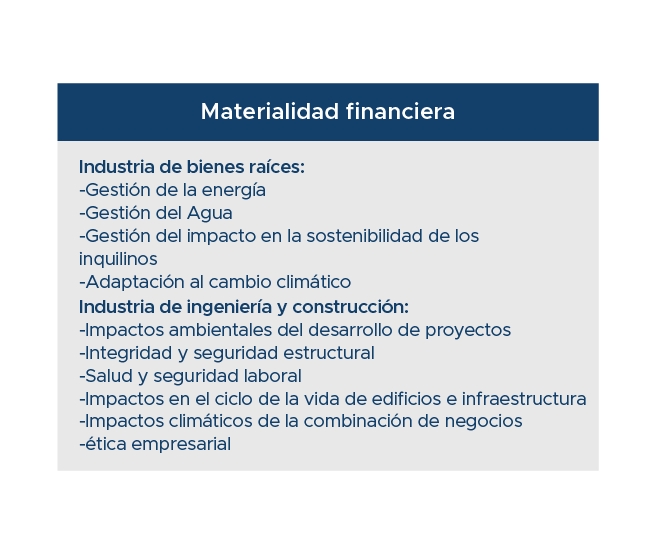 Materialidad financiera
Industria de bienes raíces:
-Gestión de la energía
-Gestión del Agua
-Gestión del impacto en la sostenibilidad de los
inquilinos
-Adaptación al cambio climático
Industria de ingeniería y construcción:
-Impactos ambientales del desarrollo de proyectos
-Integridad y seguridad estructural
-Salud y seguridad laboral
-Impactos en el ciclo de la vida de edificios e infraestructura
-Impactos climáticos de la combinación de negocios
-ética empresarial